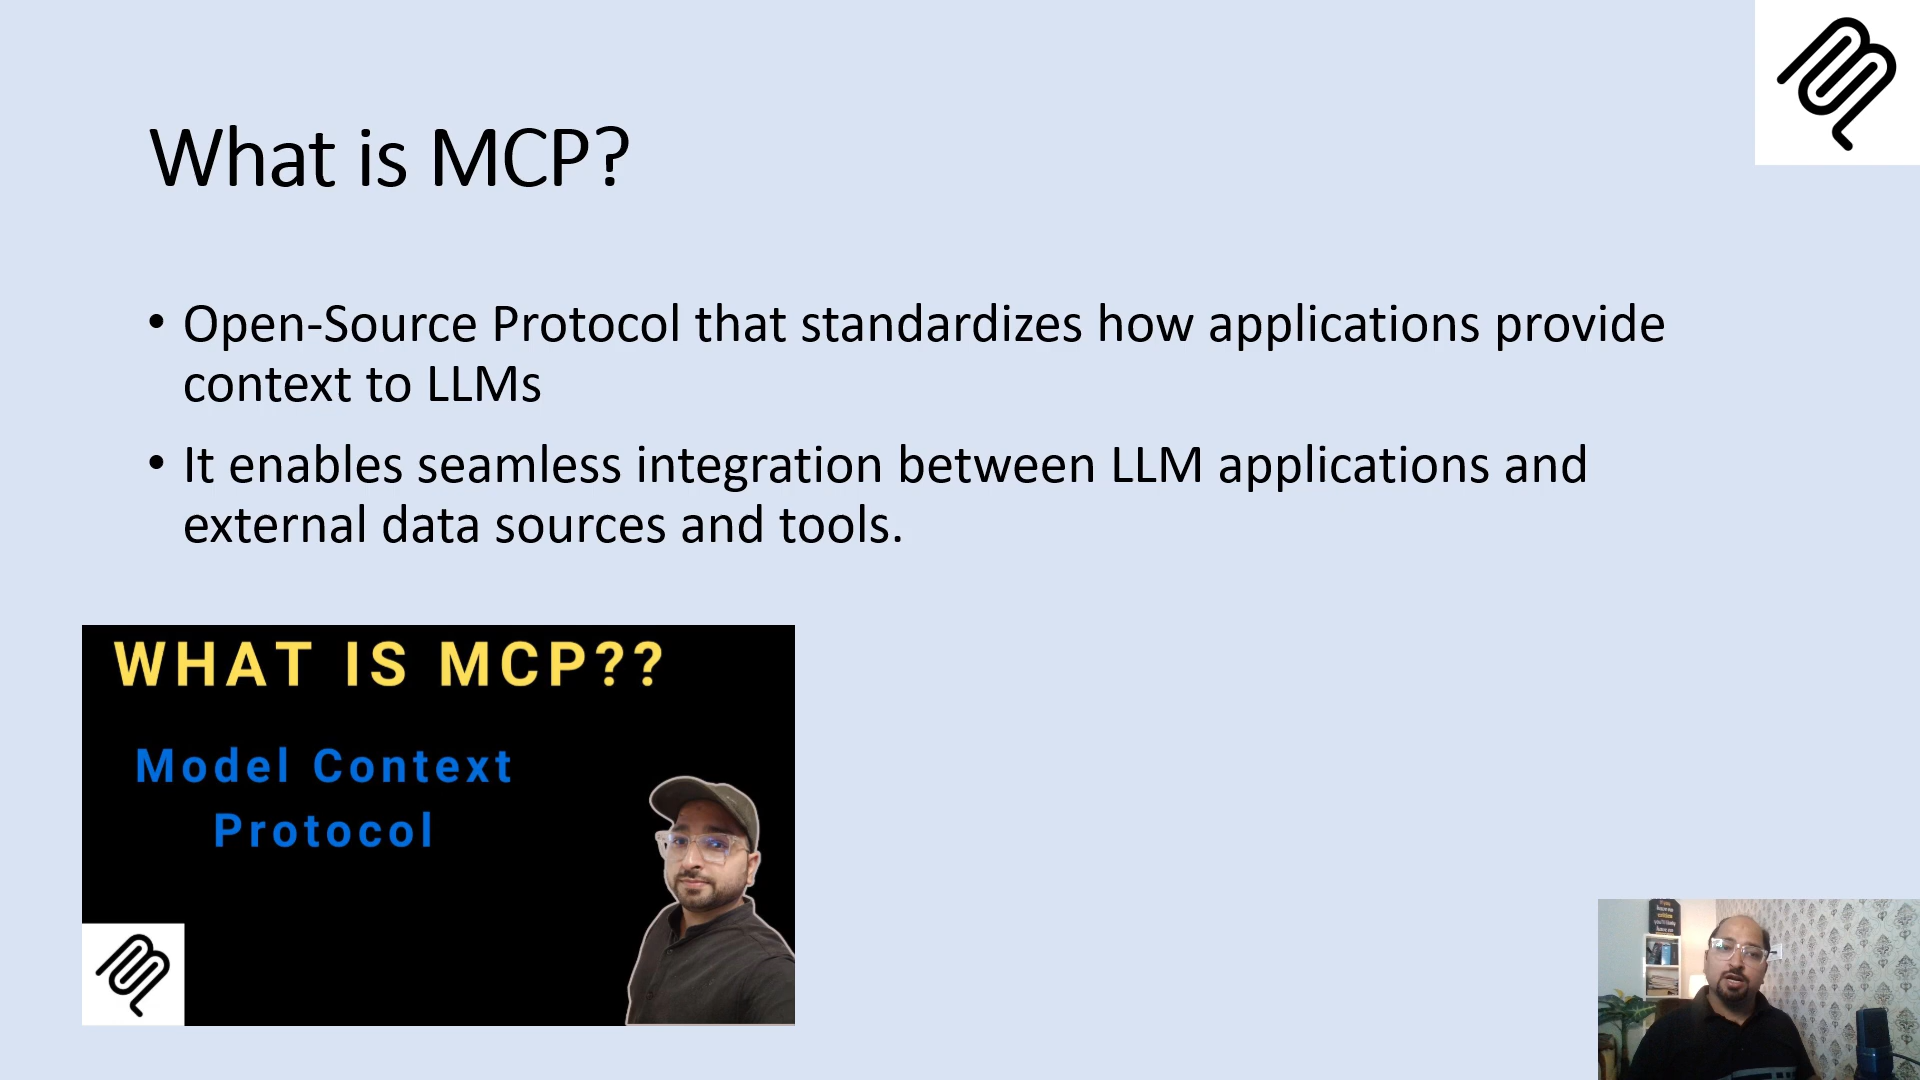 What is MCP?
• Open-Source Protocol that standardizes how applications provide
context to LLMs
• It enables seamless integration between LLM applications and
external data sources and tools.
WHAT IS MCP??
Model Context
Protocol